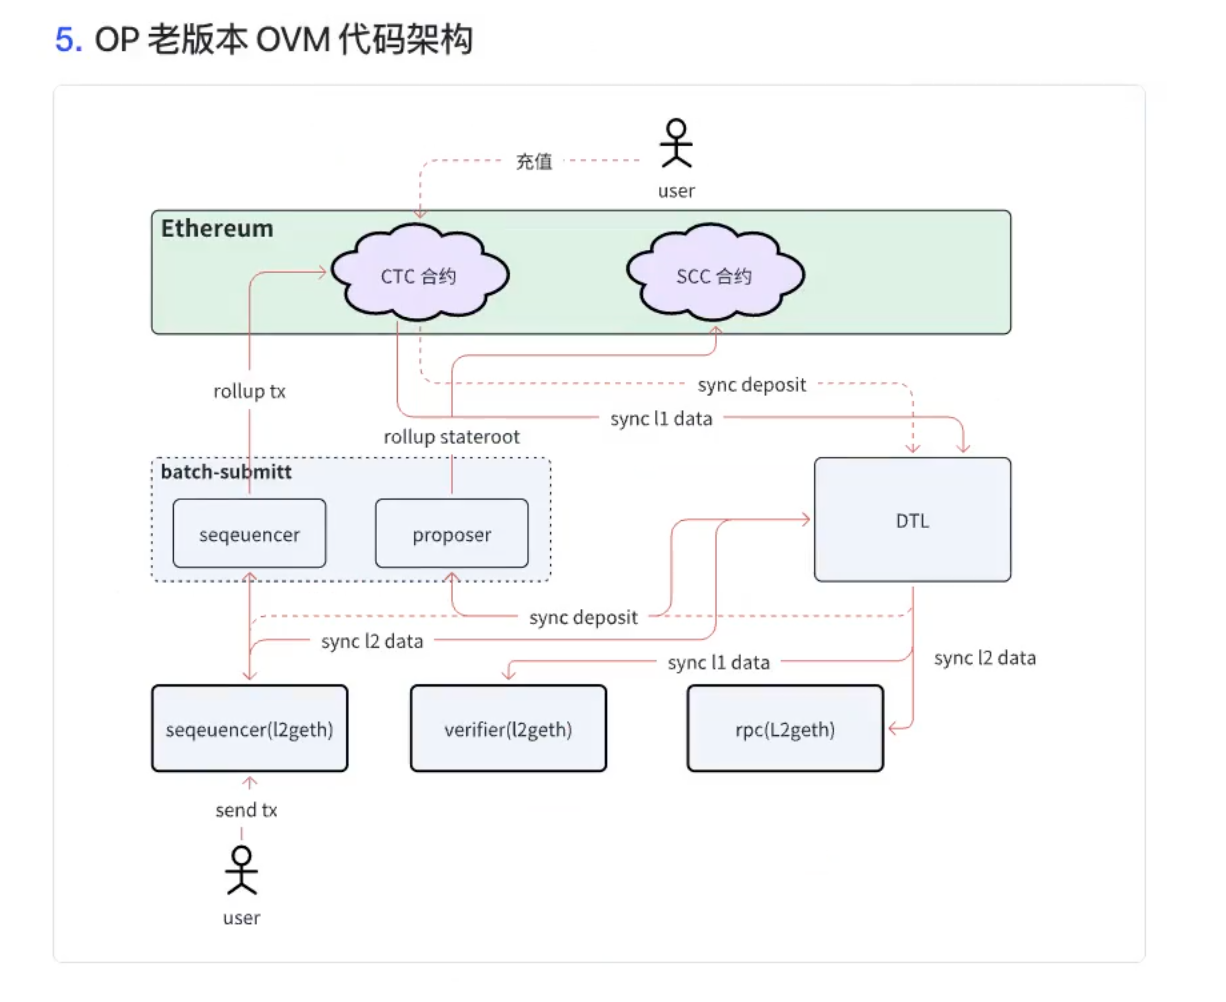 5. OP 老版本 OVM 代码架构
充值
user
Ethereum
CTC 合约
SCC 合约
sync deposit
rollup tx
sync l1 data
rollup stateroot
batch-submitt
seqeuencer
proposer
DTL
sync deposit
sync l2 data
sync l1 data
sync l2 data
seqeuencer(l2geth)
verifier(l2geth)
rpc(L2geth)
send tx
user